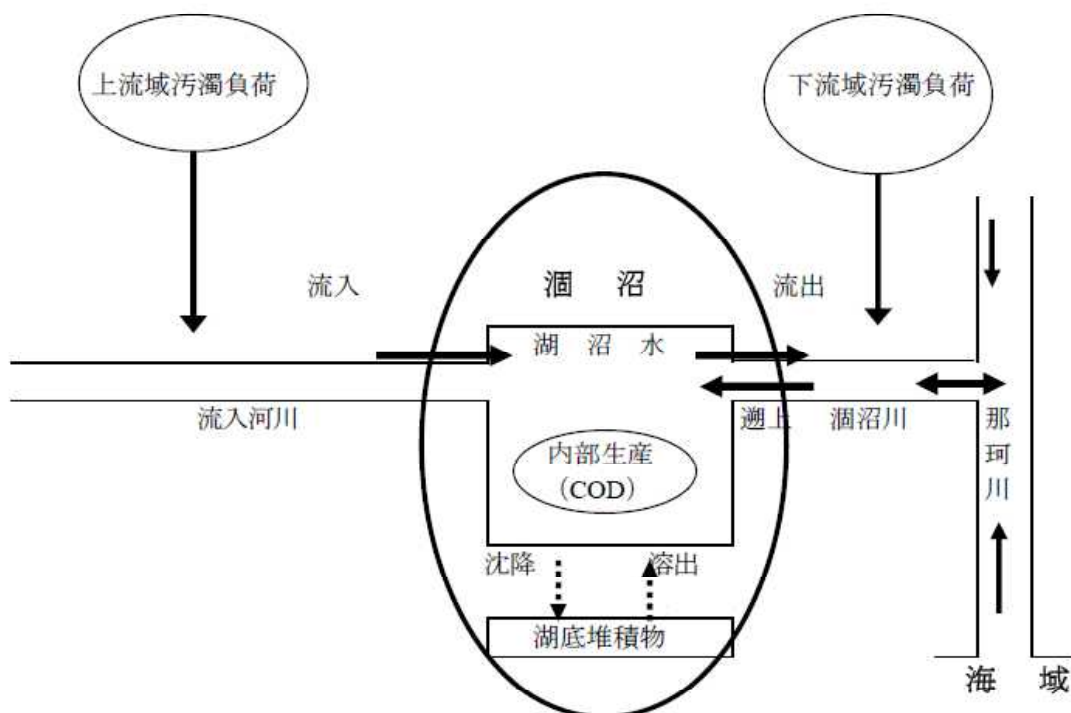 上流域汚濁負荷
下流域汚濁負荷
流入
涸 沼
流出
湖 沼 水
流入河川
遡上
涸沼川
那珂川
内部生産
(COD)
沈降
溶出
湖底堆積物
海 域